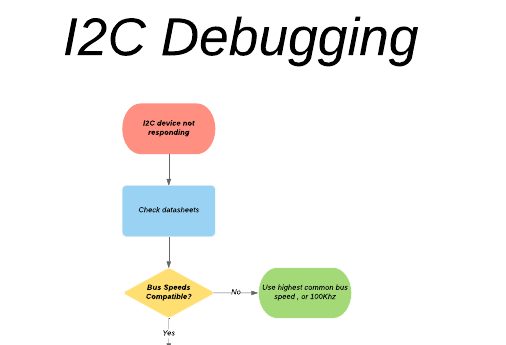 I2C Debugging
I2C device not
responding
Check datasheets
Bus Speeds
Compatible?
No
Use highest common bus
speed , or 100Khz
Yes